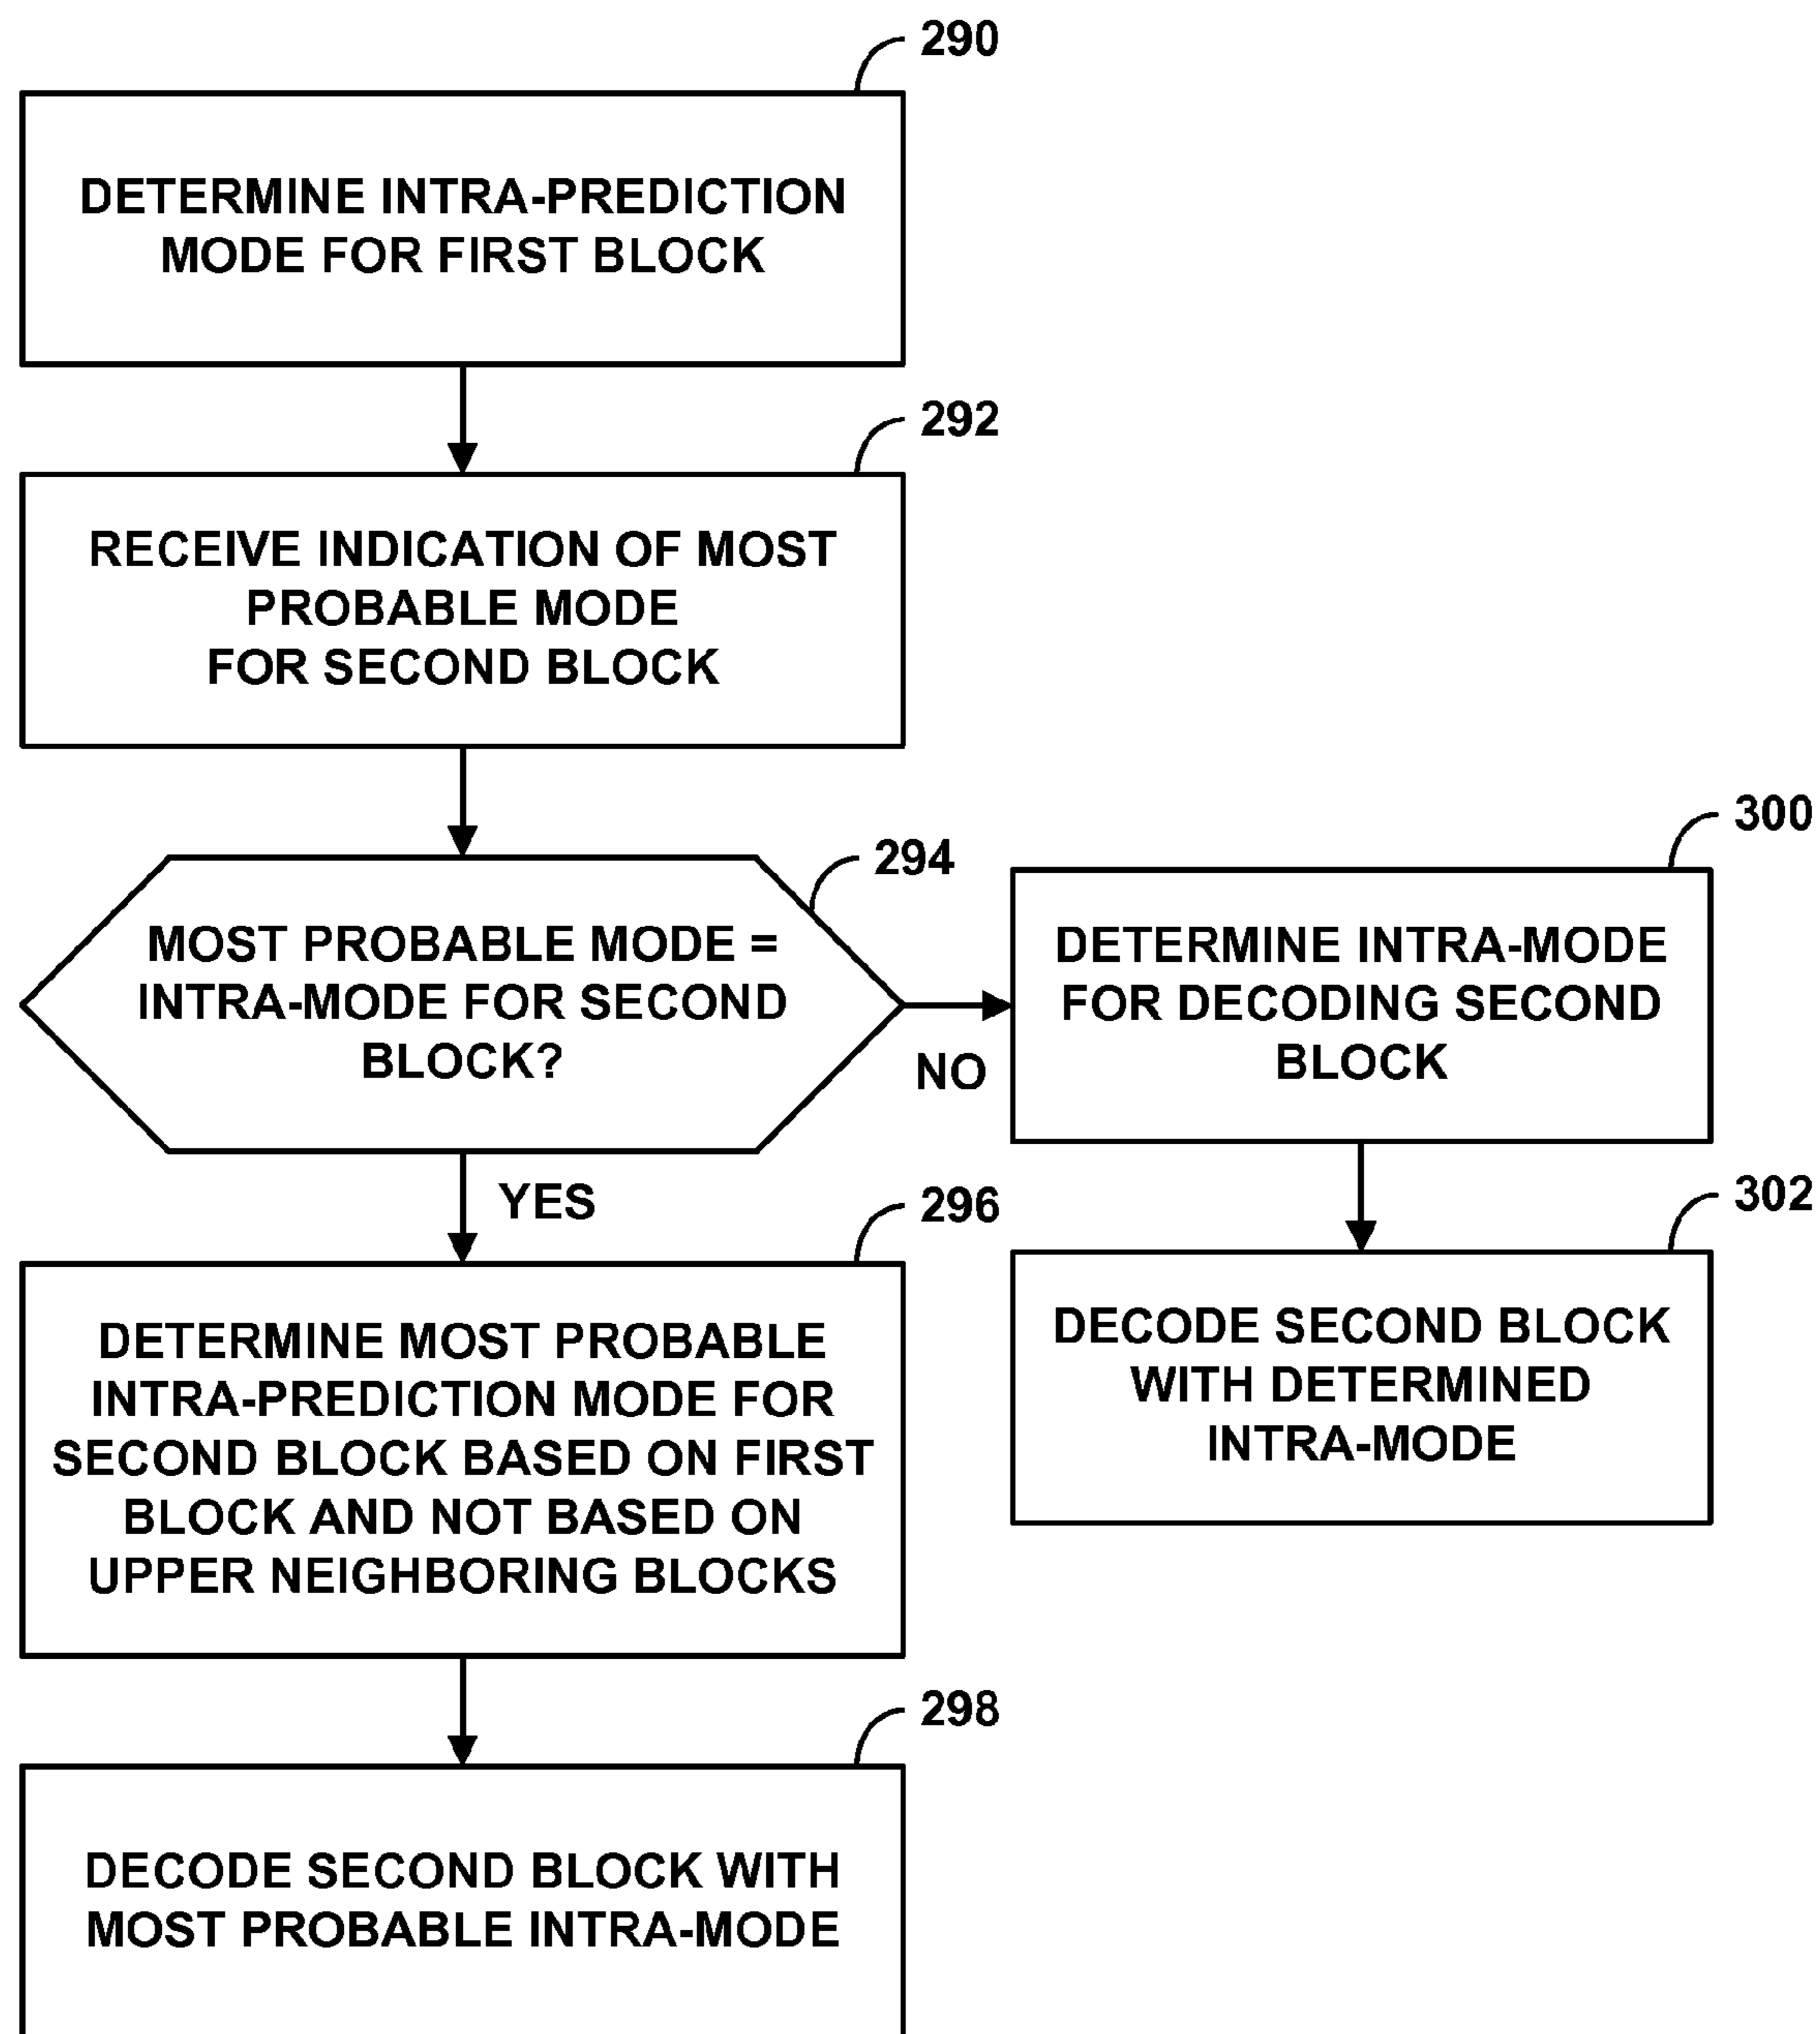 290
DETERMINE INTRA-PREDICTION
MODE FOR FIRST BLOCK
292
RECEIVE INDICATION OF MOST
PROBABLE MODE
FOR SECOND BLOCK
294
MOST PROBABLE MODE =
INTRA-MODE FOR SECOND
BLOCK?
NO
300
DETERMINE INTRA-MODE
FOR DECODING SECOND
BLOCK
302
DECODE SECOND BLOCK
WITH DETERMINED
INTRA-MODE
YES
296
DETERMINE MOST PROBABLE
INTRA-PREDICTION MODE FOR
SECOND BLOCK BASED ON FIRST
BLOCK AND NOT BASED ON
UPPER NEIGHBORING BLOCKS
298
DECODE SECOND BLOCK WITH
MOST PROBABLE INTRA-MODE